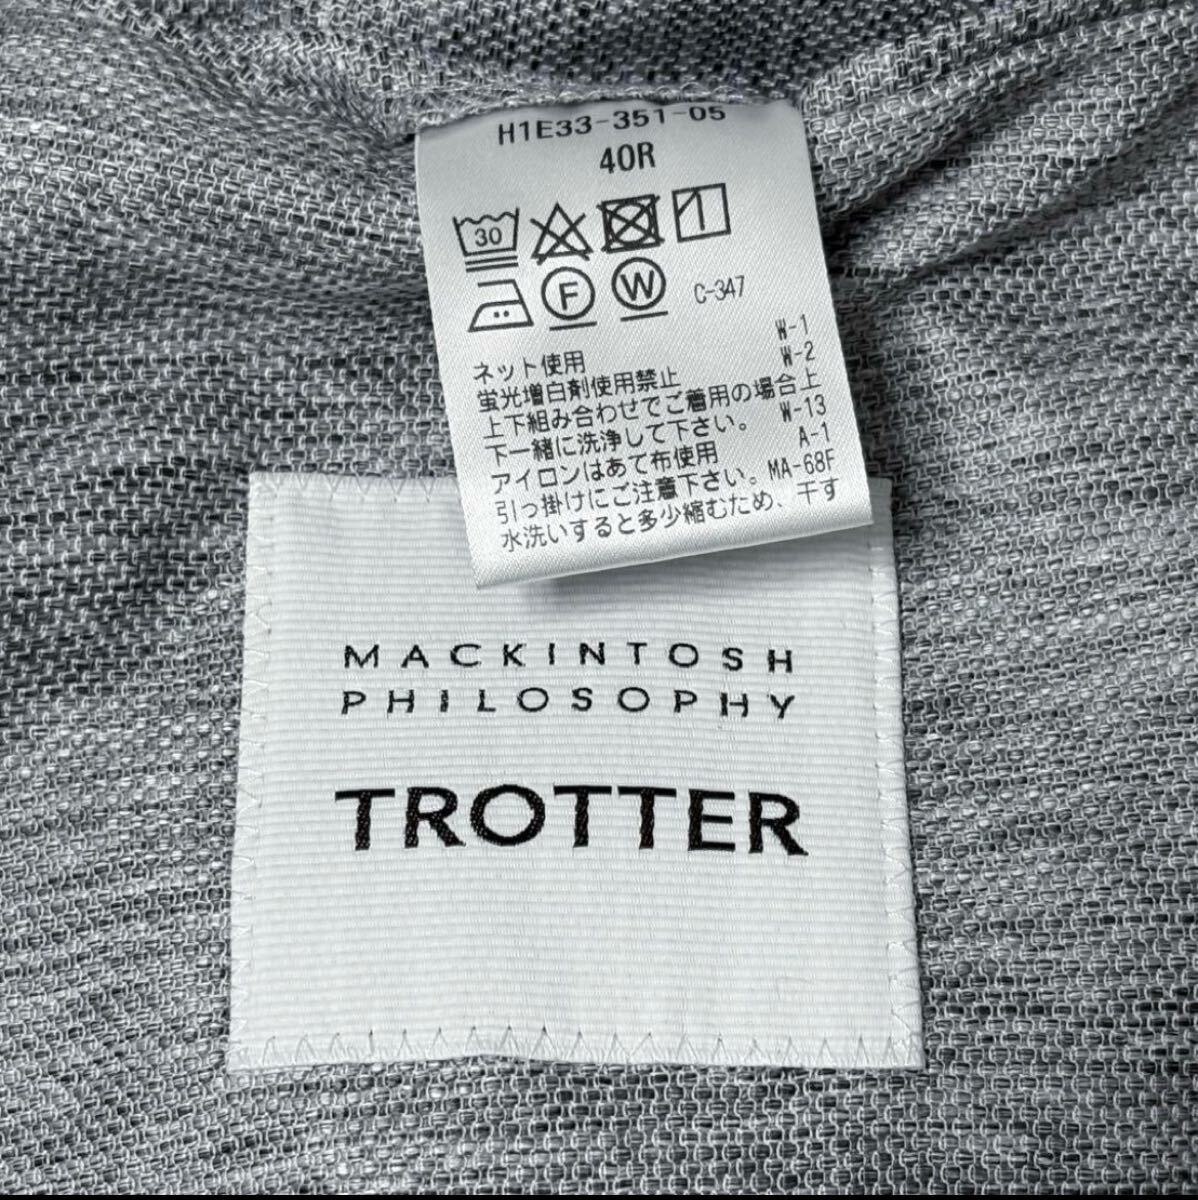 H1E33-351-05
40R
30
F W C-347
W-1
ネット使用 W-2
蛍光増白剤使用禁止
上下組み合わせでご着用の場合上
下一緒に洗浄して下さい。 W-13
アイロンはあて布使用 A-1
引っ掛けにご注意下さい。 MA-68F
水洗いすると多少縮むため、干す
MACKINTOSH
PHILOSOPHY
TROTTER